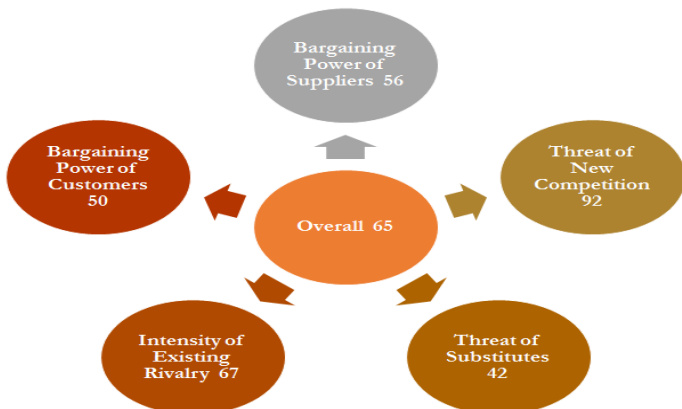 Bargaining
Power of
Suppliers 56
Bargaining
Power of
Customers
50
Threat of
New
Competition
92
Overall 65
Intensity of
Existing
Rivalry 67
Threat of
Substitutes
42